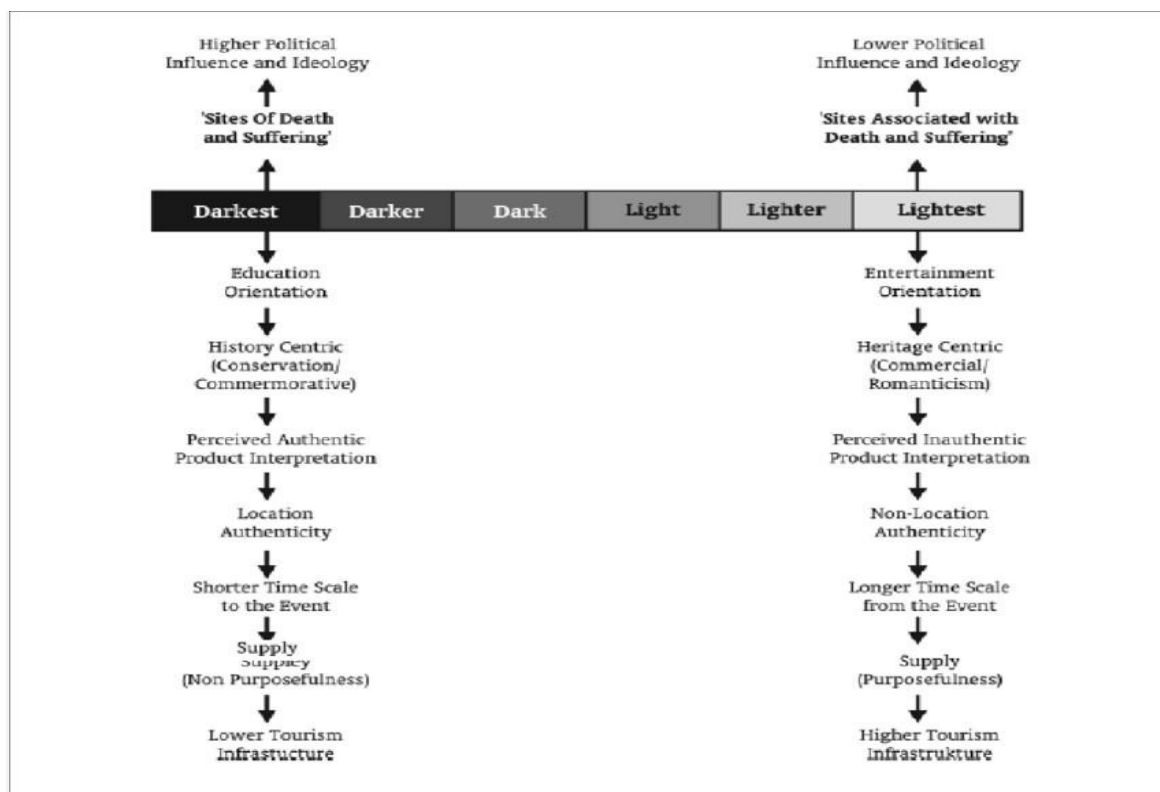 Higher Political
Influence and Ideology
'Sites Of Death
and Suffering'
Lower Political
Influence and Ideology
'Sites Associated with
Death and Suffering'
Darkest Darker Dark Light Lighter Lightest
Education
Orientation
History Centric
(Conservation/
Commermorative)
Perceived Authentic
Product Interpretation
Location
Authenticity
Shorter Time Scale
to the Event
Supply
Suppley
(Non Purposefulness)
Lower Tourism
Infrastucture
Entertainment
Orientation
Heritage Centric
(Commercial/
Romanticism)
Perceived Inauthentic
Product Interpretation
Non-Location
Authenticity
Longer Time Scale
from the Event
Supply
(Purposefulness)
Higher Tourism
Infrastrukture